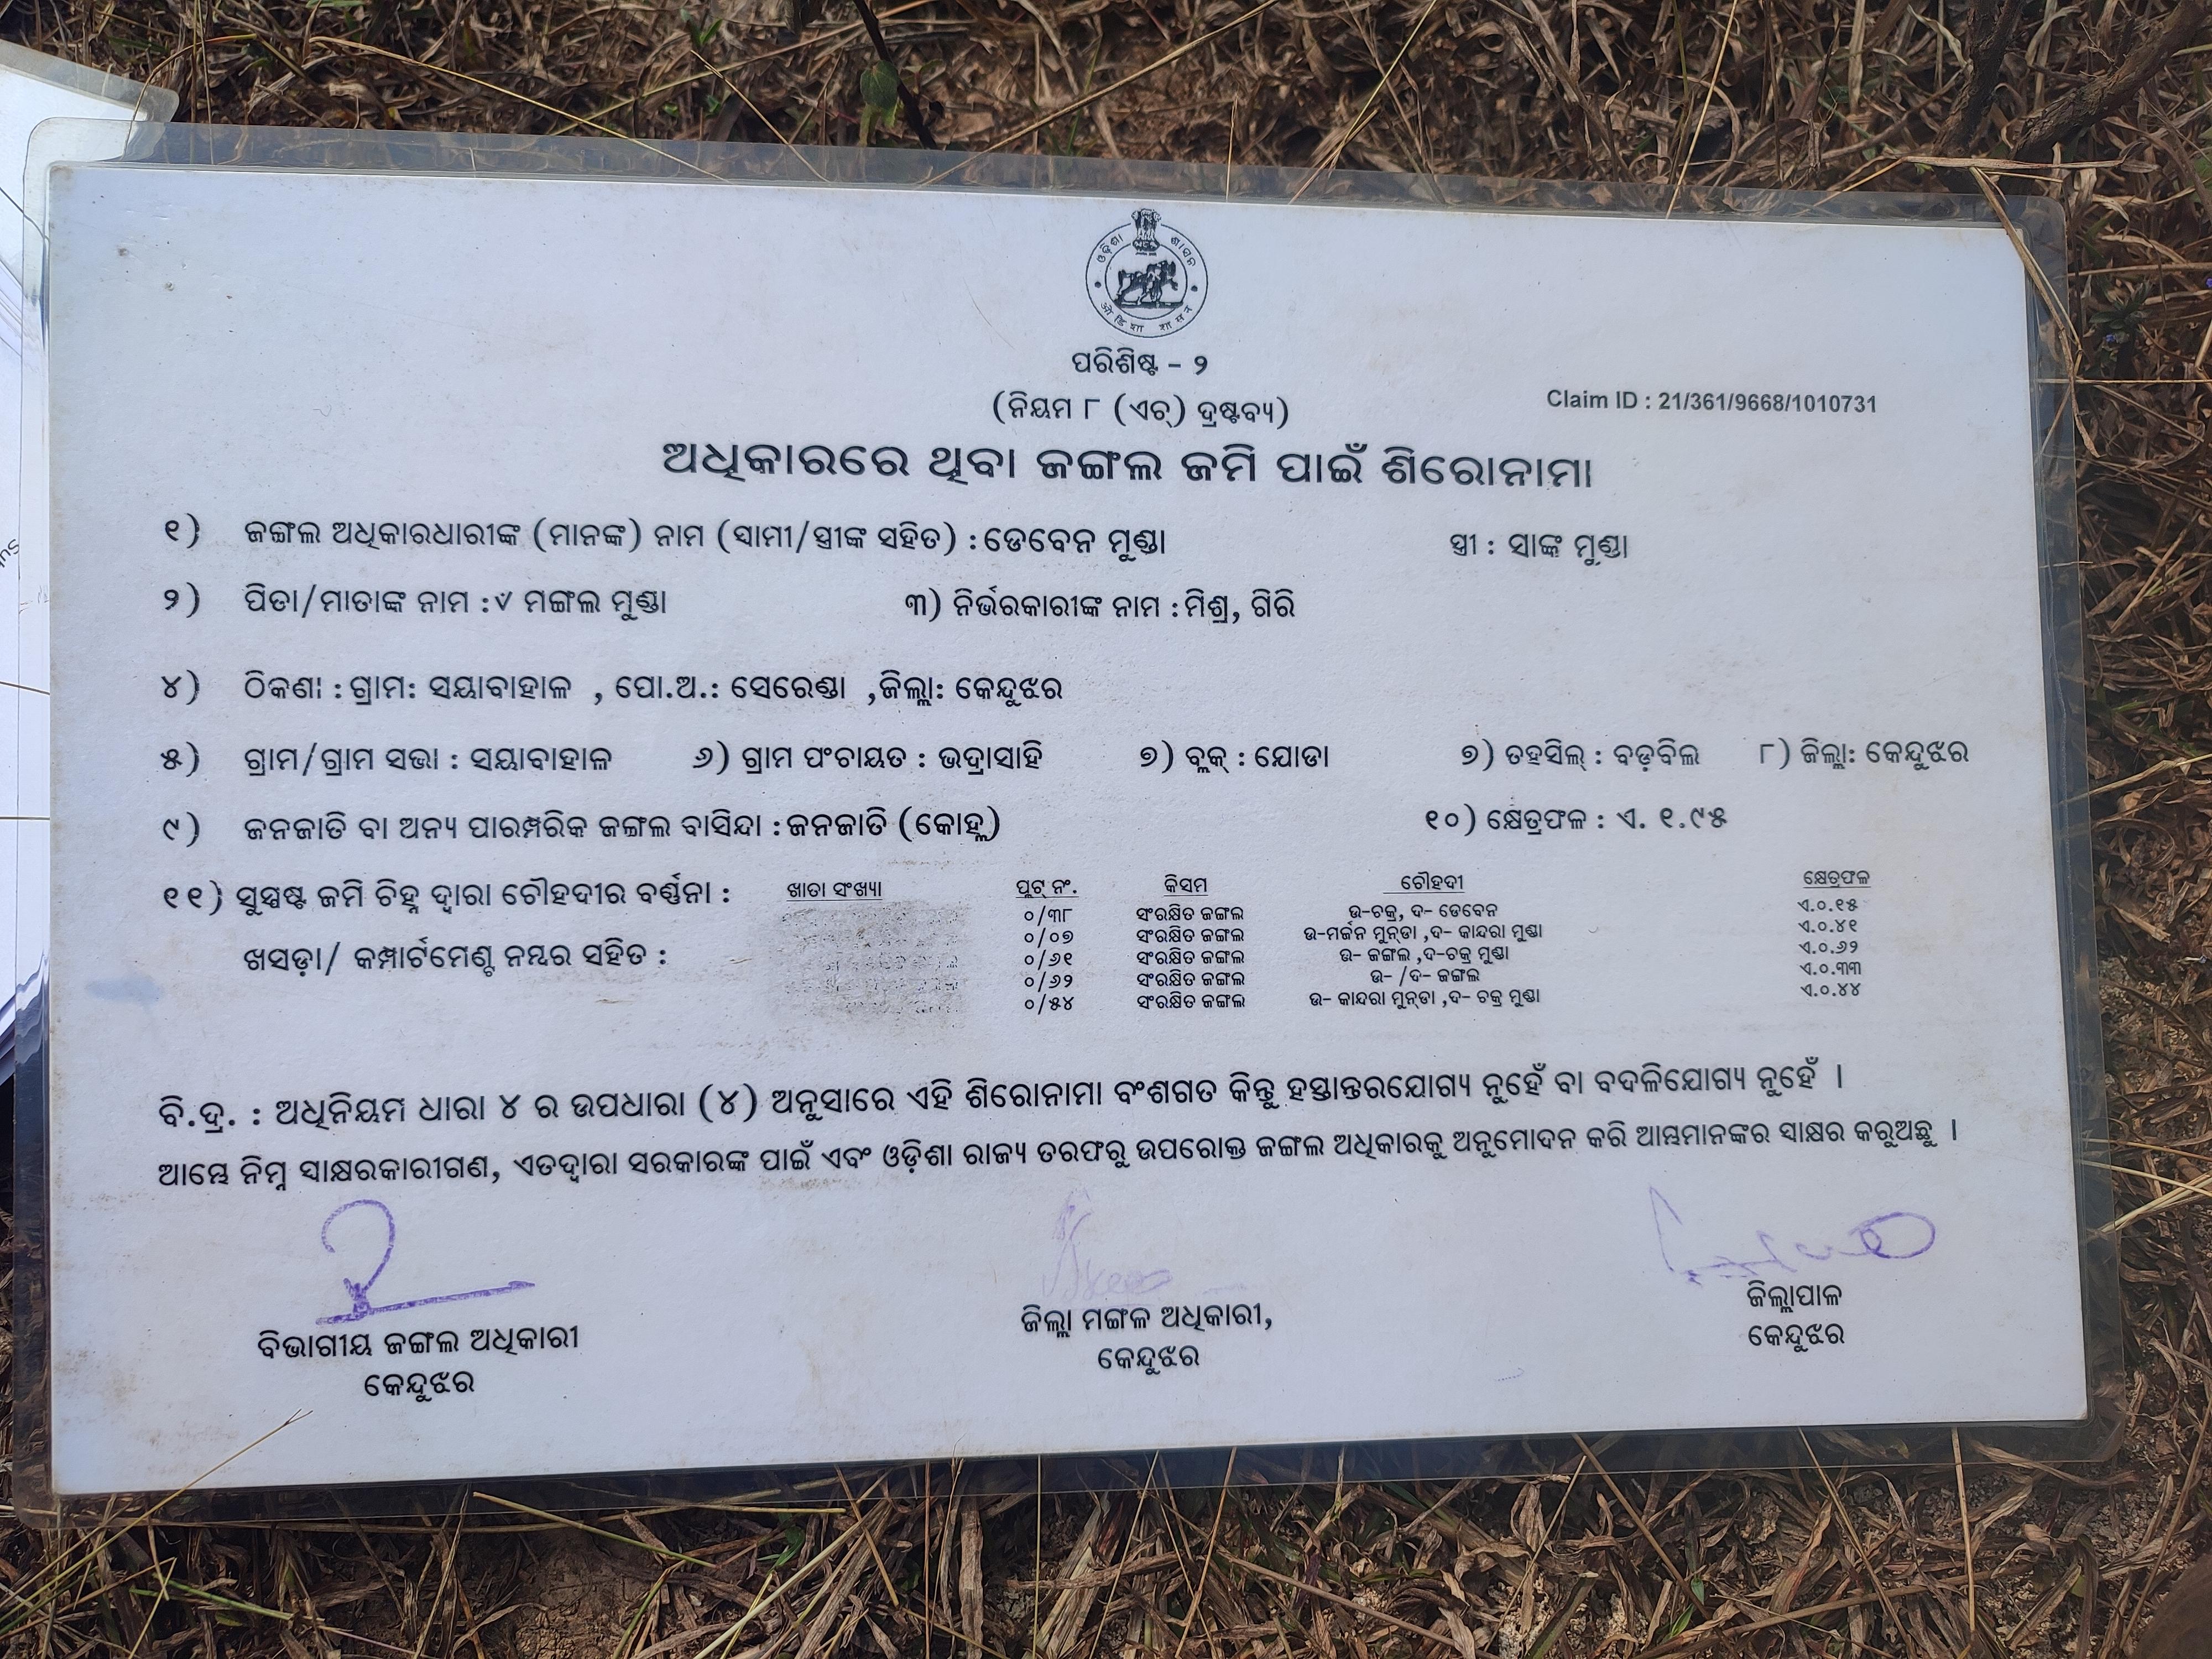 ଓଡ଼ିଶା ଶାସନ
ओडिशा शासन
ପରିଶିଷ୍ଟ - ୨
(ନିୟମ ୮ (ଏଚ୍) ଦ୍ରଷ୍ଟବ୍ୟ)
Claim ID : 21/361/9668/1010731
ଅଧିକାରରେ ଥିବା ଜଙ୍ଗଲ ଜମି ପାଇଁ ଶିରୋନାମା
୧) ଜଙ୍ଗଲ ଅଧିକାରଧାରୀଙ୍କ (ମାନଙ୍କ) ନାମ (ସ୍ୱାମୀ/ସ୍ତ୍ରୀଙ୍କ ସହିତ) : ଡେବେନ ମୁଣ୍ଡା ସ୍ତ୍ରୀ : ସାଙ୍କ ମୁଣ୍ଡା
୨) ପିତା/ମାତାଙ୍କ ନାମ :୰ ମଙ୍ଗଲ ମୁଣ୍ଡା ୩) ନିର୍ଭରକାରୀଙ୍କ ନାମ : ମିଶ୍ର, ଗିରି
୪) ଠିକଣା : ଗ୍ରାମ: ସୟାବାହାଳ , ପୋ.ଅ.: ସେରେଣ୍ଡା ,ଜିଲ୍ଲା: କେନ୍ଦୁଝର
୫) ଗ୍ରାମ/ଗ୍ରାମ ସଭା : ସୟାବାହାଳ ୬) ଗ୍ରାମ ପଂଚାୟତ : ଭଦ୍ରାସାହି ୭) ବ୍ଲକ୍ : ଯୋଡା ୭) ତହସିଲ୍ : ବଡ଼ବିଲ ୮) ଜିଲ୍ଲା: କେନ୍ଦୁଝର
୯) ଜନଜାତି ବା ଅନ୍ୟ ପାରମ୍ପରିକ ଜଙ୍ଗଲ ବାସିନ୍ଦା : ଜନଜାତି (କୋହ୍ଲ) ୧୦) କ୍ଷେତ୍ରଫଳ : ଏ. ୧.୯୫
୧୧) ସୁସ୍ପଷ୍ଟ ଜମି ଚିହ୍ନ ଦ୍ୱାରା ଚୌହଦୀର ବର୍ଣ୍ଣନା : ଖାତା ସଂଖ୍ୟା ପ୍ଲଟ୍ ନଂ. କିସମ ଚୌହଦୀ କ୍ଷେତ୍ରଫଳ
୦/୩୮ ସଂରକ୍ଷିତ ଜଙ୍ଗଲ ଉ-ଚକ୍ର, ଦ- ଡେବେନ ଏ.୦.୧୫
୦/୦୭ ସଂରକ୍ଷିତ ଜଙ୍ଗଲ ଉ-ମର୍ଜନ ମୁନ୍ଡା ,ଦ- କାନ୍ଦରା ମୁଣ୍ଡା ଏ.୦.୪୧
ଖସଡ଼ା/ କମ୍ପାର୍ଟମେଣ୍ଟ ନମ୍ବର ସହିତ : ୦/୬୧ ସଂରକ୍ଷିତ ଜଙ୍ଗଲ ଉ- ଜଙ୍ଗଲ ,ଦ-ଚକ୍ର ମୁଣ୍ଡା ଏ.୦.୬୨
୦/୬୨ ସଂରକ୍ଷିତ ଜଙ୍ଗଲ ଉ- /ଦ- ଜଙ୍ଗଲ ଏ.୦.୩୩
୦/୫୪ ସଂରକ୍ଷିତ ଜଙ୍ଗଲ ଉ- କାନ୍ଦରା ମୁନ୍ଡା ,ଦ- ଚକ୍ର ମୁଣ୍ଡା ଏ.୦.୪୪
ବି.ଦ୍ର. : ଅଧିନିୟମ ଧାରା ୪ ର ଉପଧାରା (୪) ଅନୁସାରେ ଏହି ଶିରୋନାମା ବଂଶଗତ କିନ୍ତୁ ହସ୍ତାନ୍ତରଯୋଗ୍ୟ ନୁହେଁ ବା ବଦଳିଯୋଗ୍ୟ ନୁହେଁ ।
ଆମ୍ଭେ ନିମ୍ନ ସାକ୍ଷରକାରୀଗଣ, ଏତଦ୍ୱାରା ସରକାରଙ୍କ ପାଇଁ ଏବଂ ଓଡ଼ିଶା ରାଜ୍ୟ ତରଫରୁ ଉପରୋକ୍ତ ଜଙ୍ଗଲ ଅଧିକାରକୁ ଅନୁମୋଦନ କରି ଆମ୍ଭମାନଙ୍କର ସାକ୍ଷର କରୁଅଛୁ ।
ବିଭାଗୀୟ ଜଙ୍ଗଲ ଅଧିକାରୀ
କେନ୍ଦୁଝର
ଜିଲ୍ଲା ମଙ୍ଗଳ ଅଧିକାରୀ,
କେନ୍ଦୁଝର
ଜିଲ୍ଲାପାଳ
କେନ୍ଦୁଝର